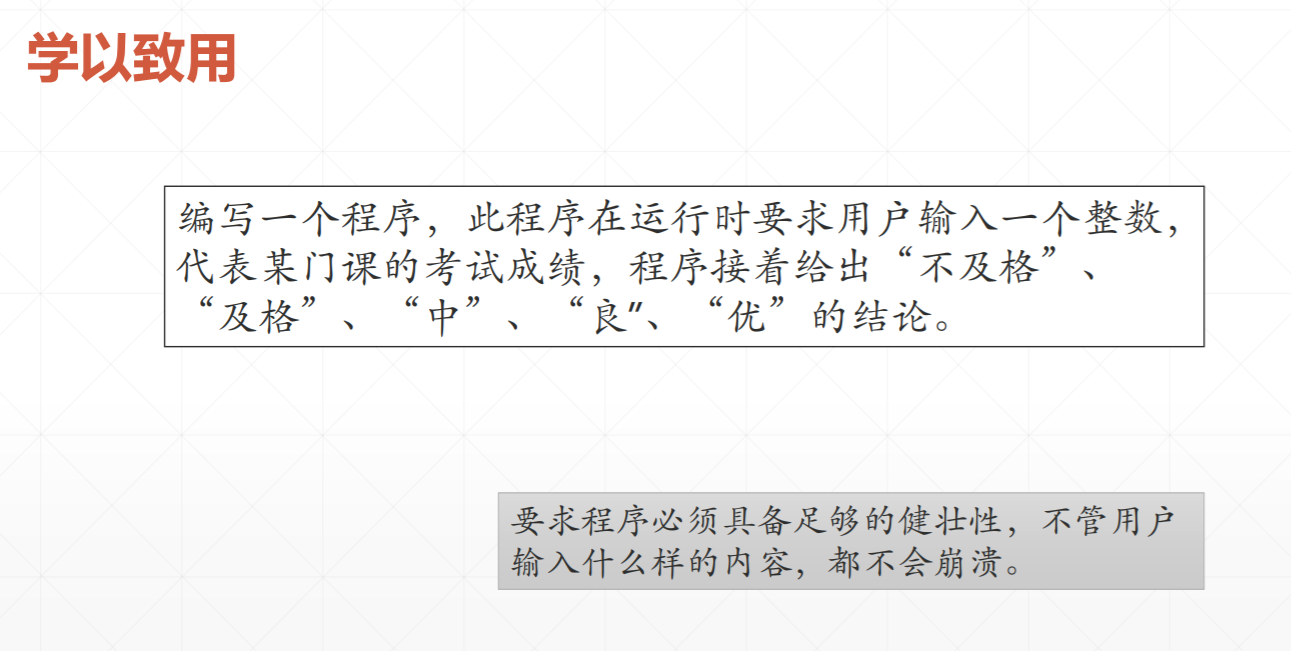 学以致用
编写一个程序，此程序在运行时要求用户输入一个整数，
代表某门课的考试成绩，程序接着给出“不及格”、
“及格”、“中”、“良”、“优”的结论。
要求程序必须具备足够的健壮性，不管用户
输入什么样的内容，都不会崩溃。